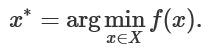 x* = arg min f(x).
x∈X